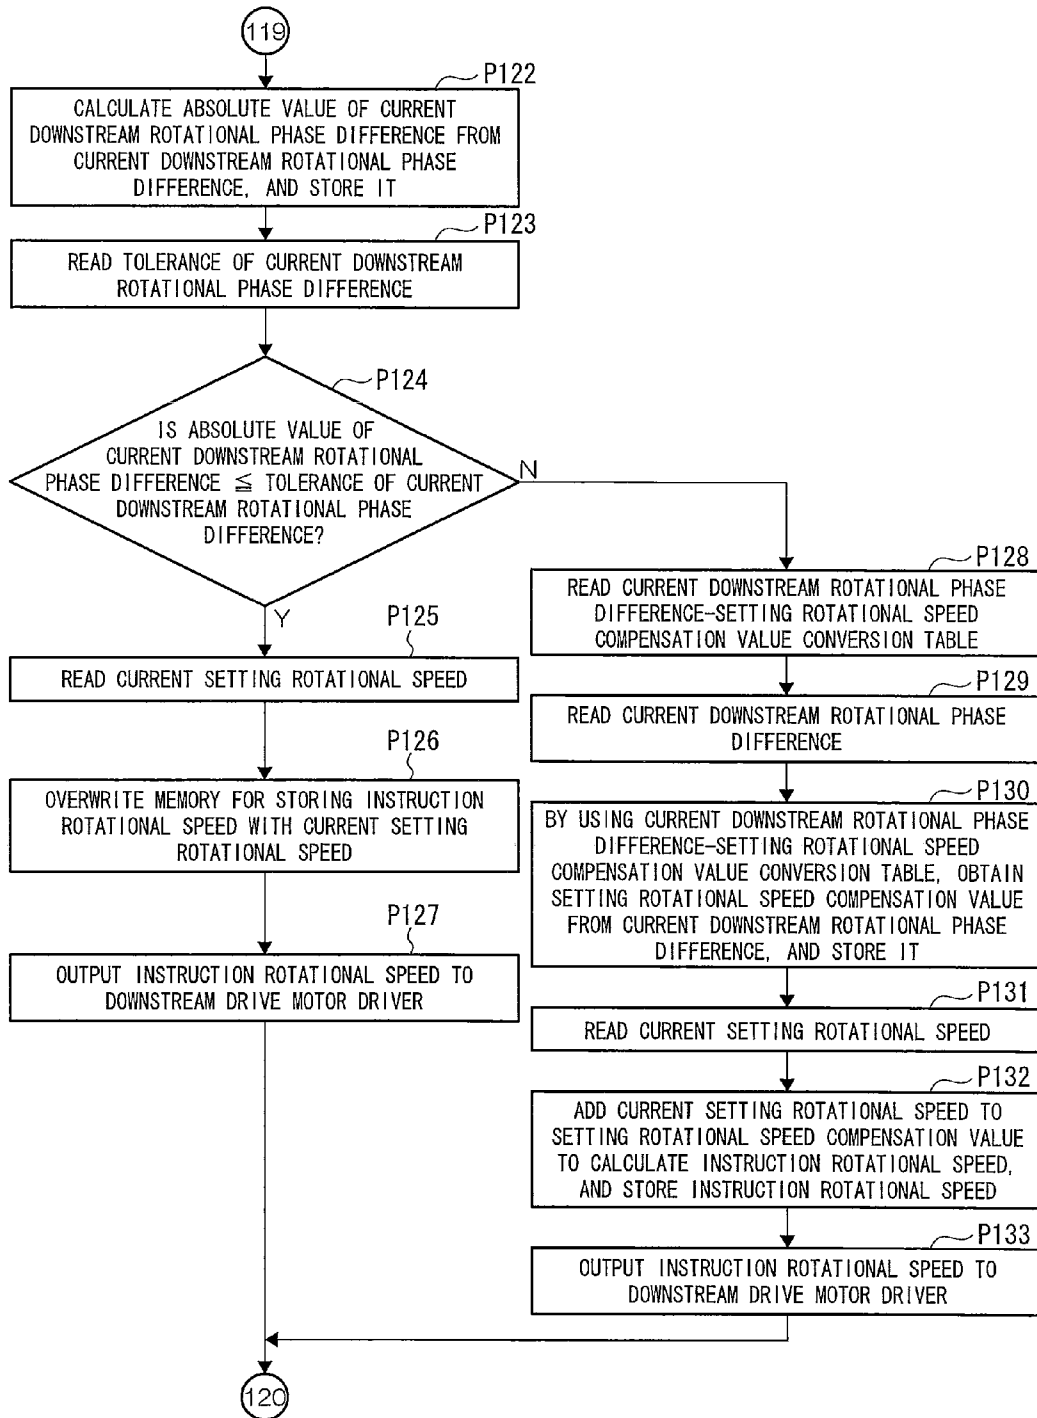 119
P122
CALCULATE ABSOLUTE VALUE OF CURRENT
DOWNSTREAM ROTATIONAL PHASE DIFFERENCE FROM
CURRENT DOWNSTREAM ROTATIONAL PHASE
DIFFERENCE, AND STORE IT
P123
READ TOLERANCE OF CURRENT DOWNSTREAM
ROTATIONAL PHASE DIFFERENCE
P124
IS ABSOLUTE VALUE OF
CURRENT DOWNSTREAM ROTATIONAL
PHASE DIFFERENCE ≦ TOLERANCE OF CURRENT
DOWNSTREAM ROTATIONAL PHASE
DIFFERENCE?
N
Y
P125
READ CURRENT SETTING ROTATIONAL SPEED
P126
OVERWRITE MEMORY FOR STORING INSTRUCTION
ROTATIONAL SPEED WITH CURRENT SETTING
ROTATIONAL SPEED
P127
OUTPUT INSTRUCTION ROTATIONAL SPEED TO
DOWNSTREAM DRIVE MOTOR DRIVER
P128
READ CURRENT DOWNSTREAM ROTATIONAL PHASE
DIFFERENCE-SETTING ROTATIONAL SPEED
COMPENSATION VALUE CONVERSION TABLE
P129
READ CURRENT DOWNSTREAM ROTATIONAL PHASE
DIFFERENCE
P130
BY USING CURRENT DOWNSTREAM ROTATIONAL PHASE
DIFFERENCE-SETTING ROTATIONAL SPEED
COMPENSATION VALUE CONVERSION TABLE, OBTAIN
SETTING ROTATIONAL SPEED COMPENSATION VALUE
FROM CURRENT DOWNSTREAM ROTATIONAL PHASE
DIFFERENCE, AND STORE IT
P131
READ CURRENT SETTING ROTATIONAL SPEED
P132
ADD CURRENT SETTING ROTATIONAL SPEED TO
SETTING ROTATIONAL SPEED COMPENSATION VALUE
TO CALCULATE INSTRUCTION ROTATIONAL SPEED,
AND STORE INSTRUCTION ROTATIONAL SPEED
P133
OUTPUT INSTRUCTION ROTATIONAL SPEED TO
DOWNSTREAM DRIVE MOTOR DRIVER
120